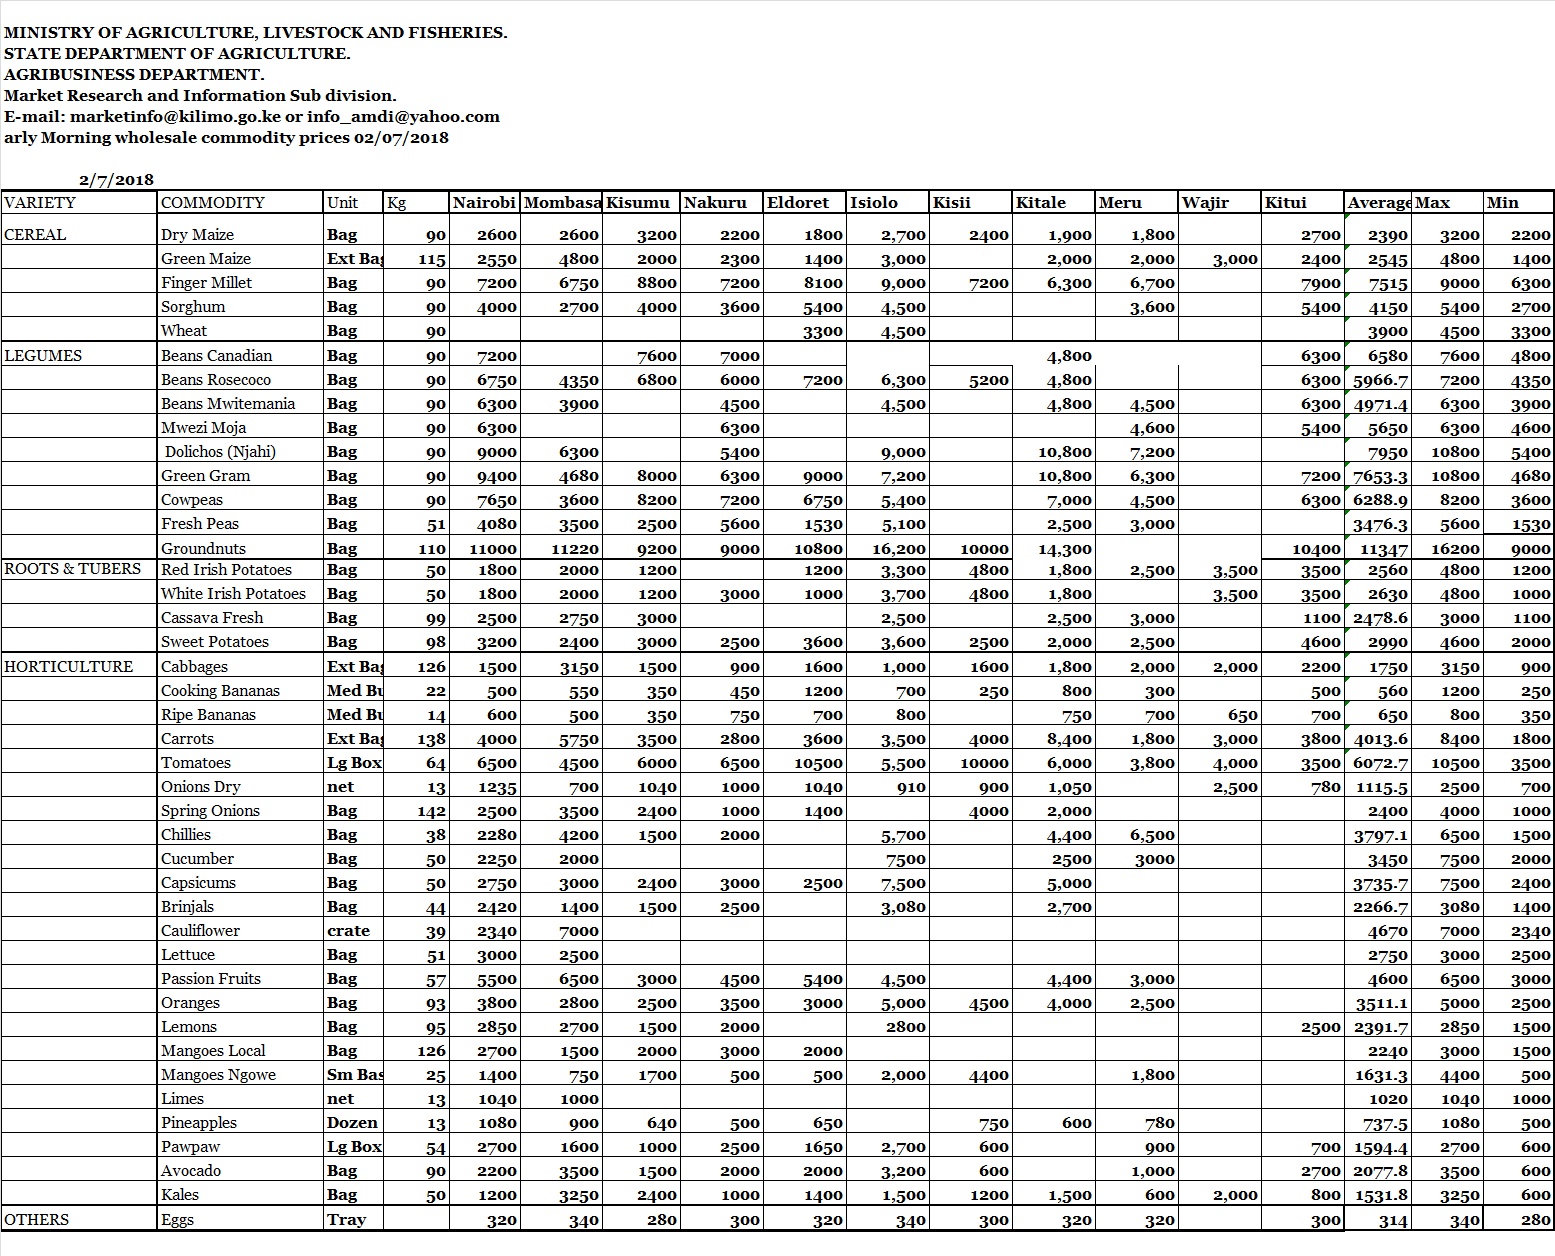 MINISTRY OF AGRICULTURE, LIVESTOCK AND FISHERIES.
STATE DEPARTMENT OF AGRICULTURE.
AGRIBUSINESS DEPARTMENT.
Market Research and Information Sub division.
E-mail: marketinfo@kilimo.go.ke or info_amdi@yahoo.com
arly Morning wholesale commodity prices 02/07/2018
2/7/2018
VARIETY COMMODITY Unit Kg Nairobi Mombasa Kisumu Nakuru Eldoret Isiolo Kisii Kitale Meru Wajir Kitui Average Max Min
CEREAL Dry Maize Bag 90 2600 2600 3200 2200 1800 2,700 2400 1,900 1,800 2700 2390 3200 2200
Green Maize Ext Bag 115 2550 4800 2000 2300 1400 3,000 2,000 2,000 3,000 2400 2545 4800 1400
Finger Millet Bag 90 7200 6750 8800 7200 8100 9,000 7200 6,300 6,700 7900 7515 9000 6300
Sorghum Bag 90 4000 2700 4000 3600 5400 4,500 3,600 5400 4150 5400 2700
Wheat Bag 90 3300 4,500 3900 4500 3300
LEGUMES Beans Canadian Bag 90 7200 7600 7000 4,800 6300 6580 7600 4800
Beans Rosecoco Bag 90 6750 4350 6800 6000 7200 6,300 5200 4,800 6300 5966.7 7200 4350
Beans Mwitemania Bag 90 6300 3900 4500 4,500 4,800 4,500 6300 4971.4 6300 3900
Mwezi Moja Bag 90 6300 6300 4,600 5400 5650 6300 4600
Dolichos (Njahi) Bag 90 9000 6300 5400 9,000 10,800 7,200 7950 10800 5400
Green Gram Bag 90 9400 4680 8000 6300 9000 7,200 10,800 6,300 7200 7653.3 10800 4680
Cowpeas Bag 90 7650 3600 8200 7200 6750 5,400 7,000 4,500 6300 6288.9 8200 3600
Fresh Peas Bag 51 4080 3500 2500 5600 1530 5,100 2,500 3,000 3476.3 5600 1530
Groundnuts Bag 110 11000 11220 9200 9000 10800 16,200 10000 14,300 10400 11347 16200 9000
ROOTS & TUBERS Red Irish Potatoes Bag 50 1800 2000 1200 1200 3,300 4800 1,800 2,500 3,500 3500 2560 4800 1200
White Irish Potatoes Bag 50 1800 2000 1200 3000 1000 3,700 4800 1,800 3,500 3500 2630 4800 1000
Cassava Fresh Bag 99 2500 2750 3000 2,500 2,500 3,000 1100 2478.6 3000 1100
Sweet Potatoes Bag 98 3200 2400 3000 2500 3600 3,600 2500 2,000 2,500 4600 2990 4600 2000
HORTICULTURE Cabbages Ext Bag 126 1500 3150 1500 900 1600 1,000 1600 1,800 2,000 2,000 2200 1750 3150 900
Cooking Bananas Med Bu 22 500 550 350 450 1200 700 250 800 300 500 560 1200 250
Ripe Bananas Med Bu 14 600 500 350 750 700 800 750 700 650 700 650 800 350
Carrots Ext Bag 138 4000 5750 3500 2800 3600 3,500 4000 8,400 1,800 3,000 3800 4013.6 8400 1800
Tomatoes Lg Box 64 6500 4500 6000 6500 10500 5,500 10000 6,000 3,800 4,000 3500 6072.7 10500 3500
Onions Dry net 13 1235 700 1040 1000 1040 910 900 1,050 2,500 780 1115.5 2500 700
Spring Onions Bag 142 2500 3500 2400 1000 1400 4000 2,000 2400 4000 1000
Chillies Bag 38 2280 4200 1500 2000 5,700 4,400 6,500 3797.1 6500 1500
Cucumber Bag 50 2250 2000 7500 2500 3000 3450 7500 2000
Capsicums Bag 50 2750 3000 2400 3000 2500 7,500 5,000 3735.7 7500 2400
Brinjals Bag 44 2420 1400 1500 2500 3,080 2,700 2266.7 3080 1400
Cauliflower crate 39 2340 7000 4670 7000 2340
Lettuce Bag 51 3000 2500 2750 3000 2500
Passion Fruits Bag 57 5500 6500 3000 4500 5400 4,500 4,400 3,000 4600 6500 3000
Oranges Bag 93 3800 2800 2500 3500 3000 5,000 4500 4,000 2,500 3511.1 5000 2500
Lemons Bag 95 2850 2700 1500 2000 2800 2500 2391.7 2850 1500
Mangoes Local Bag 126 2700 1500 2000 3000 2000 2240 3000 1500
Mangoes Ngowe Sm Bas 25 1400 750 1700 500 500 2,000 4400 1,800 1631.3 4400 500
Limes net 13 1040 1000 1020 1040 1000
Pineapples Dozen 13 1080 900 640 500 650 750 600 780 737.5 1080 500
Pawpaw Lg Box 54 2700 1600 1000 2500 1650 2,700 600 900 700 1594.4 2700 600
Avocado Bag 90 2200 3500 1500 2000 2000 3,200 600 1,000 2700 2077.8 3500 600
Kales Bag 50 1200 3250 2400 1000 1400 1,500 1200 1,500 600 2,000 800 1531.8 3250 600
OTHERS Eggs Tray 320 340 280 300 320 340 300 320 320 300 314 340 280